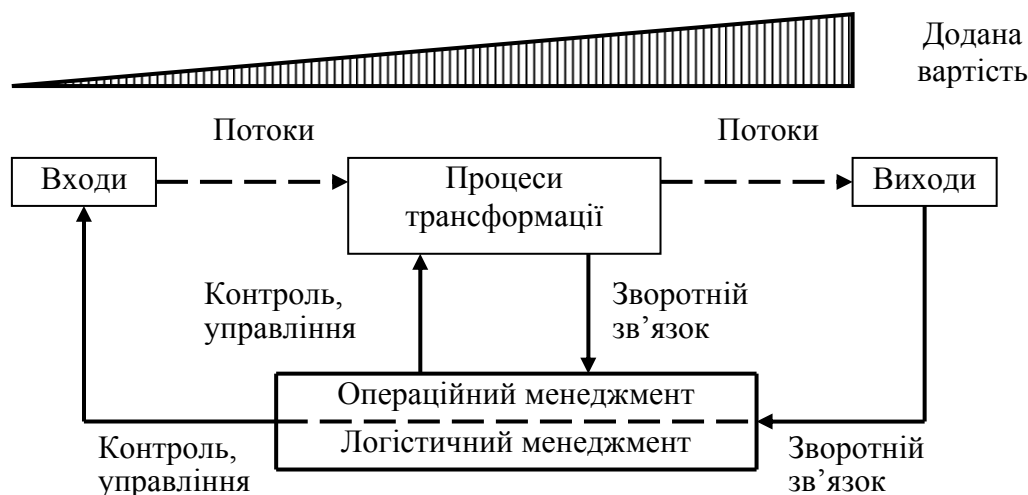 Додана
вартість
Потоки
Потоки
Входи
Процеси
трансформації
Виходи
Контроль,
управління
Зворотній
зв’язок
Операційний менеджмент
Логістичний менеджмент
Контроль,
управління
Зворотній
зв’язок